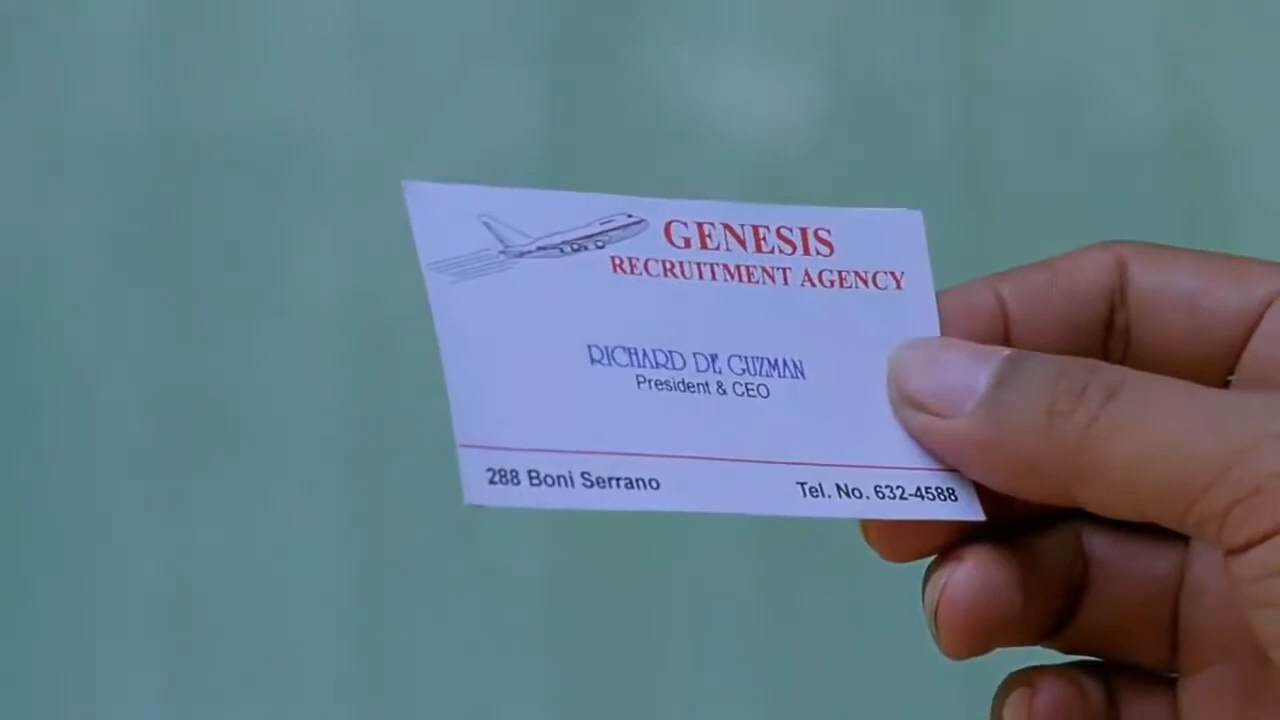 GENESIS
RECRUITMENT AGENCY
RICHARD DE GUZMAN
President & CEO
288 Boni Serrano
Tel. No. 632-4588